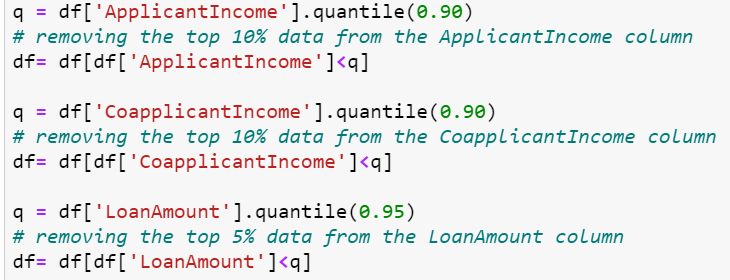 q = df['ApplicantIncome'].quantile(0.90)
# removing the top 10% data from the ApplicantIncome column
df= df[df['ApplicantIncome']<q]
q = df['CoapplicantIncome'].quantile(0.90)
# removing the top 10% data from the CoapplicantIncome column
df= df[df['CoapplicantIncome']<q]
q = df['LoanAmount'].quantile(0.95)
# removing the top 5% data from the LoanAmount column
df= df[df['LoanAmount']<q]